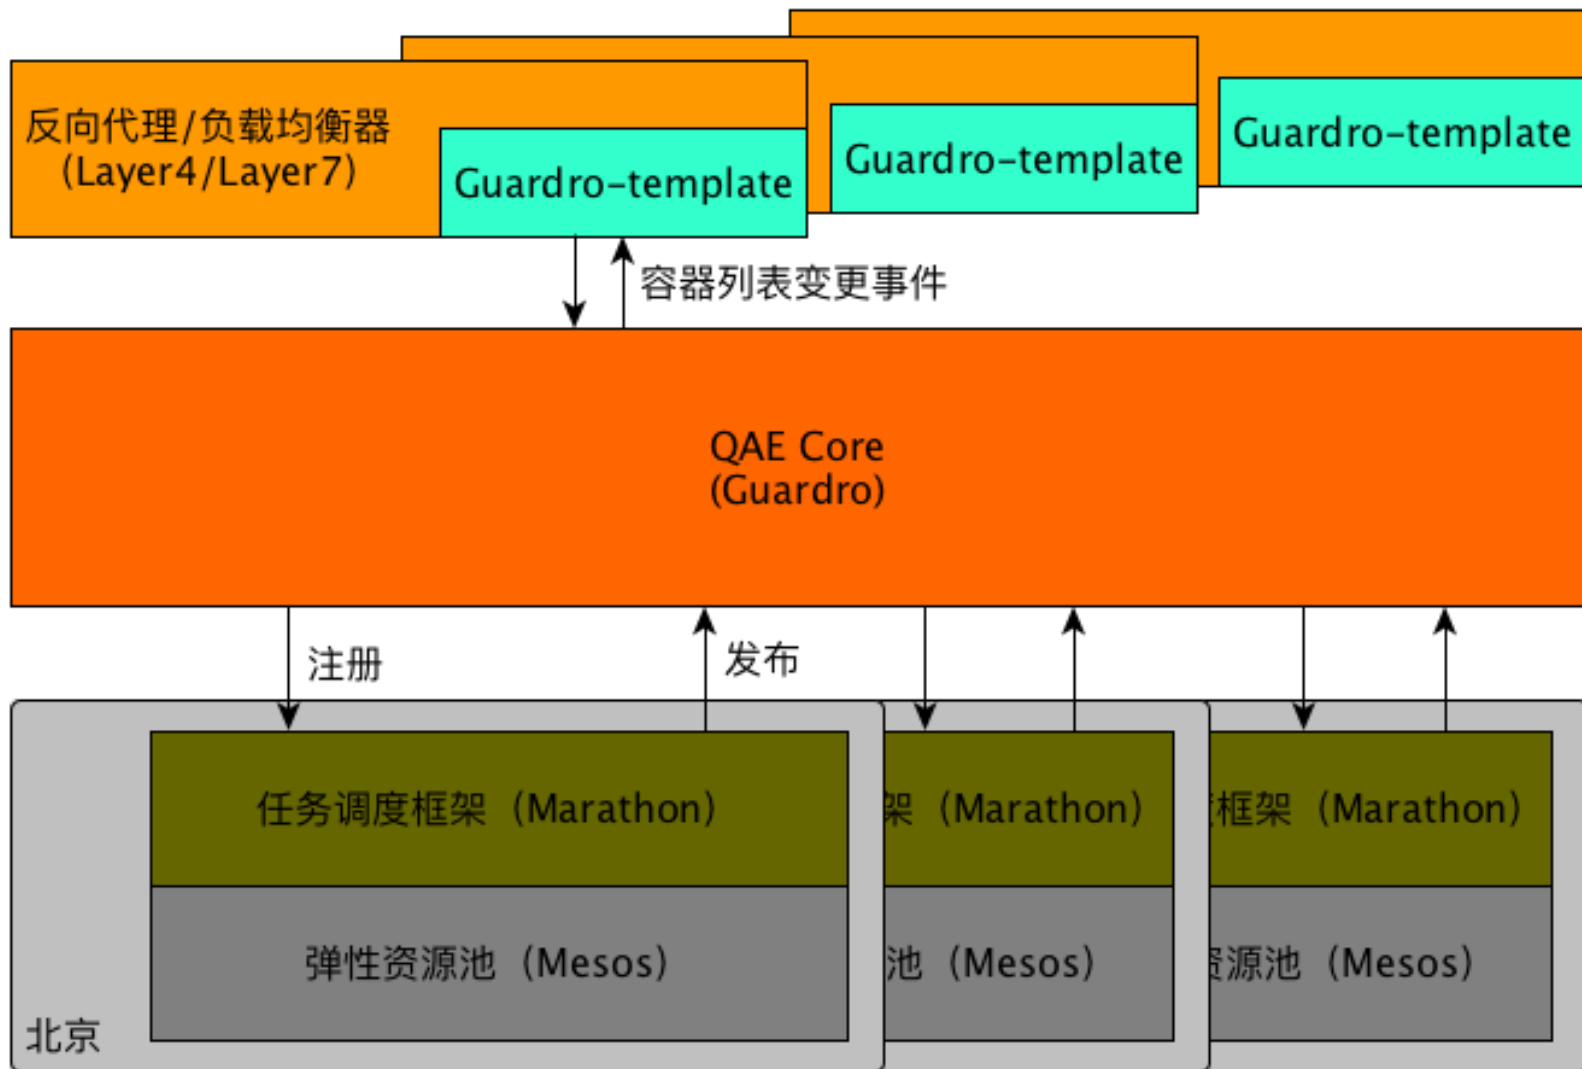 反向代理/负载均衡器
(Layer4/Layer7)
Guardro-template
Guardro-template
Guardro-template
容器列表变更事件
QAE Core
(Guardro)
注册
发布
任务调度框架（Marathon）
架（Marathon）
框架（Marathon）
弹性资源池（Mesos）
池（Mesos）
资源池（Mesos）
北京